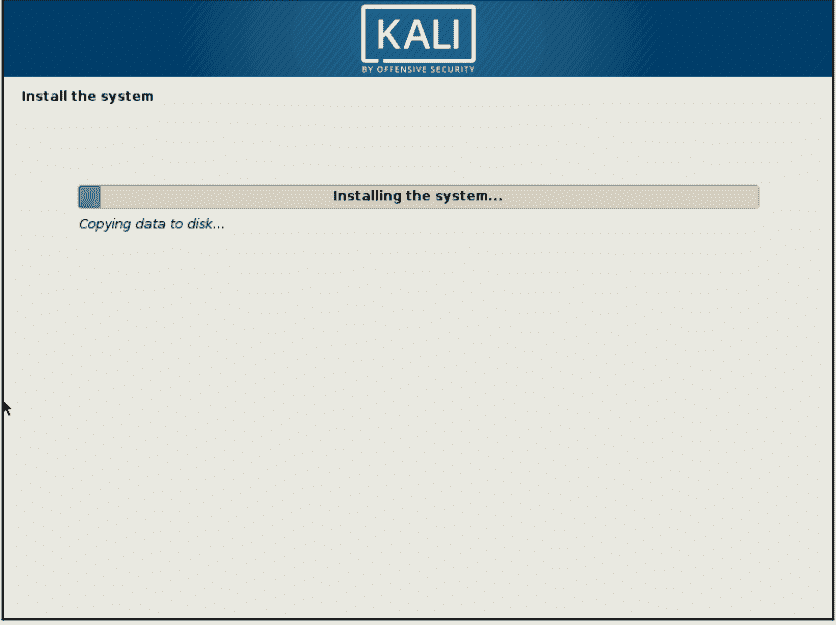 KALI
BY OFFENSIVE SECURITY
Install the system
Installing the system...
Copying data to disk...